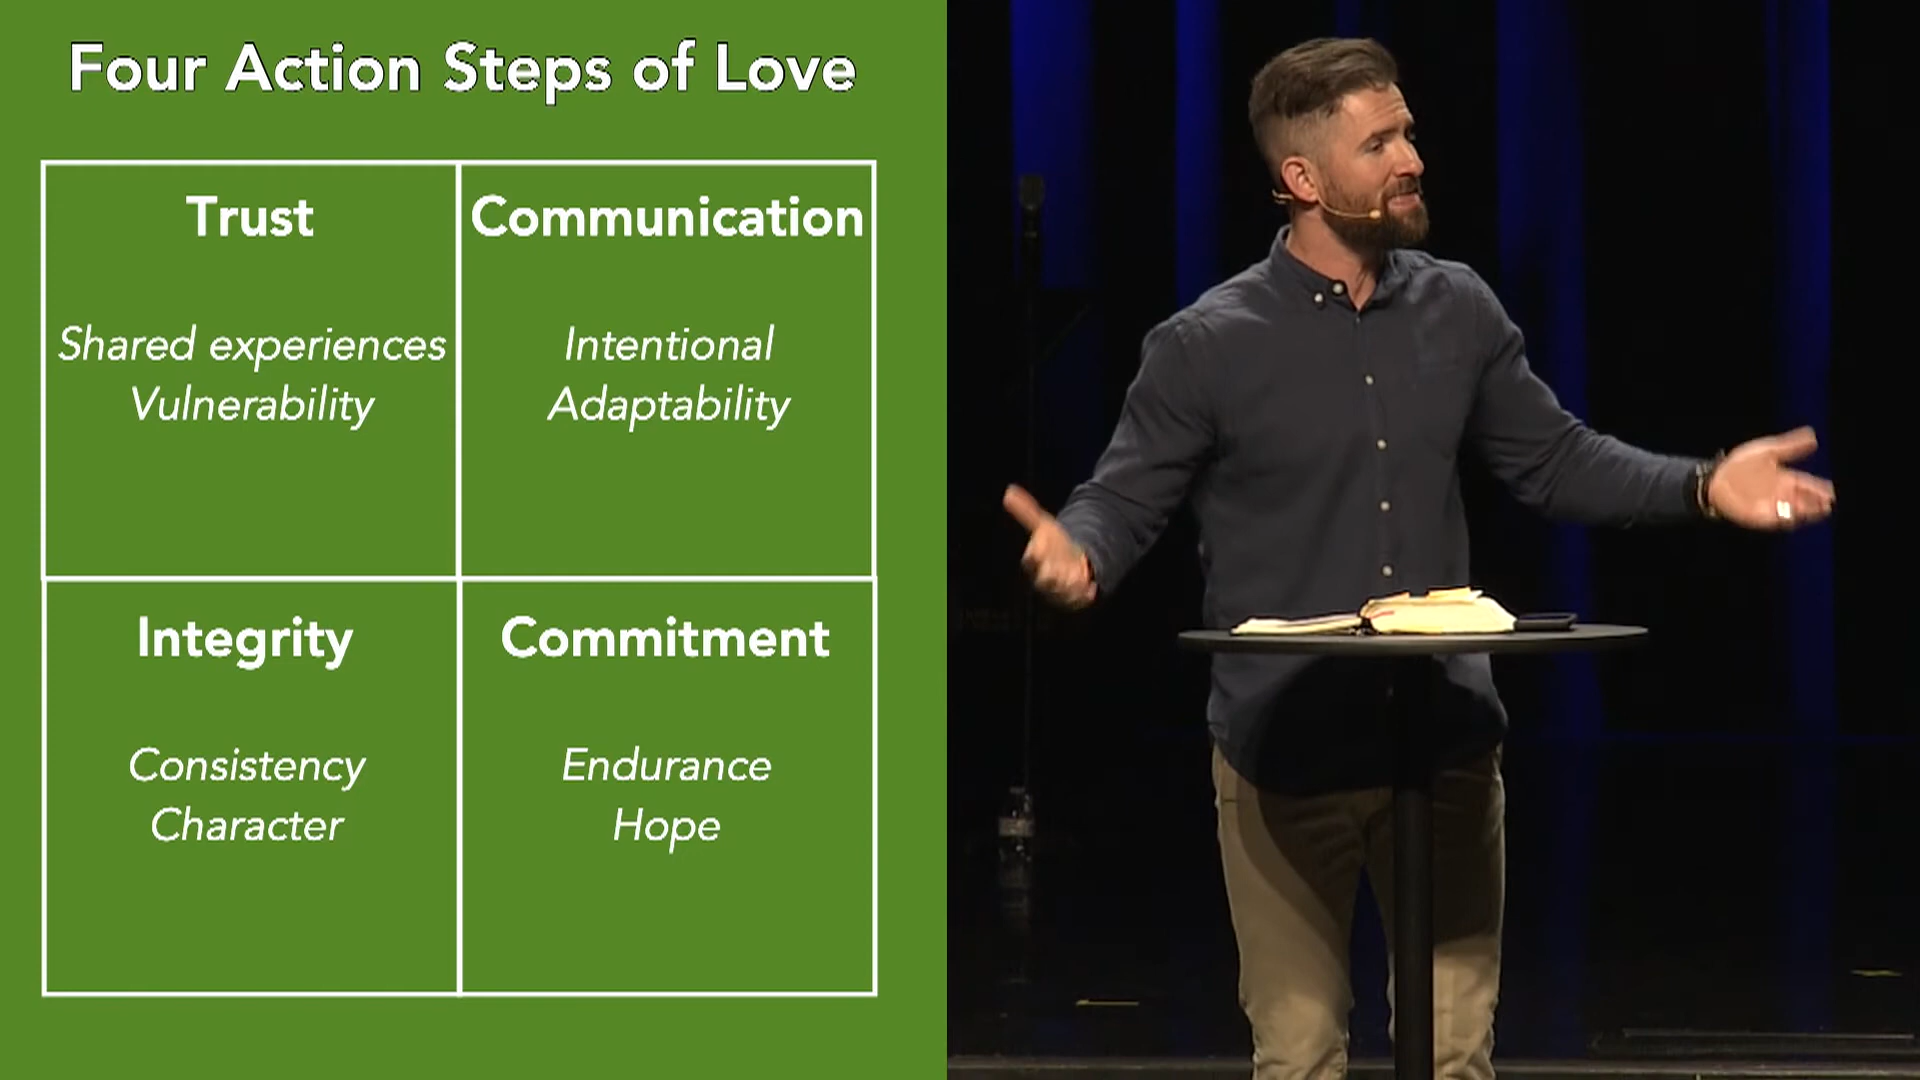 Four Action Steps of Love
Trust
Shared experiences
Vulnerability
Communication
Intentional
Adaptability
Integrity
Consistency
Character
Commitment
Endurance
Hope